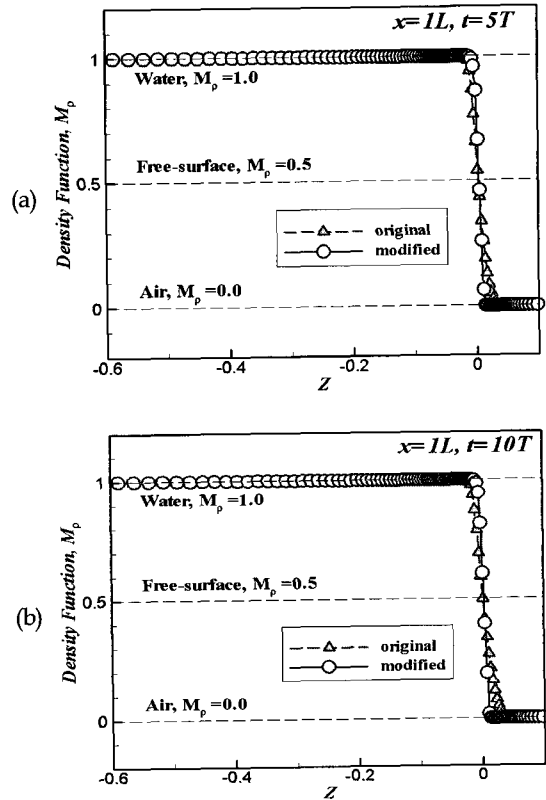 x=1L, t=5T
1
Water, Mρ=1.0
Free-surface, Mρ=0.5
0.5
original
modified
Air, Mρ=0.0
0
-0.6
-0.4
-0.2
0
Z
Density Function, Mρ
(a)
x=1L, t=10T
1
Water, Mρ=1.0
Free-surface, Mρ=0.5
0.5
original
modified
Air, Mρ=0.0
0
-0.6
-0.4
-0.2
0
Z
Density Function, Mρ
(b)